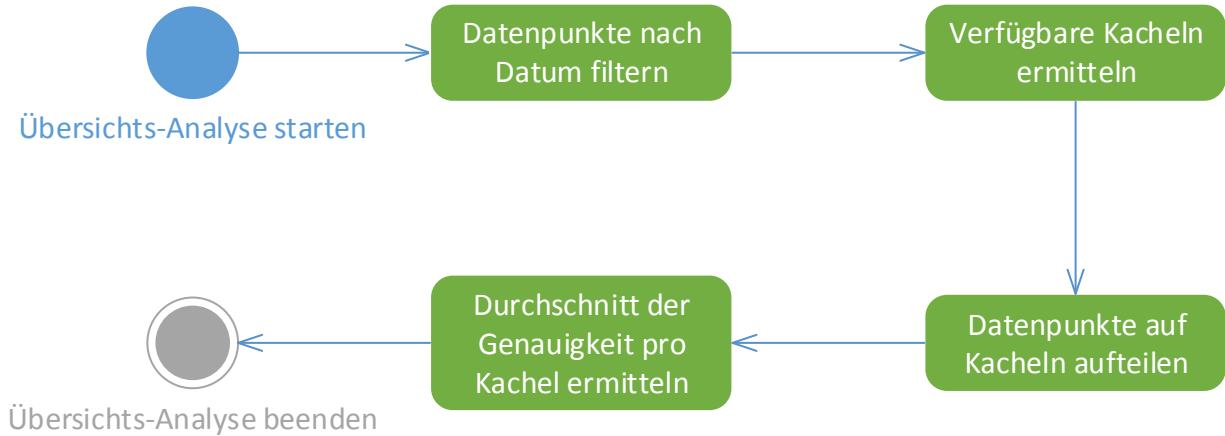 Datenpunkte nach
Datum filtern
Verfügbare Kacheln
ermitteln
Übersichts-Analyse starten
Durchschnitt der
Genauigkeit pro
Kachel ermitteln
Datenpunkte auf
Kacheln aufteilen
Übersichts-Analyse beenden